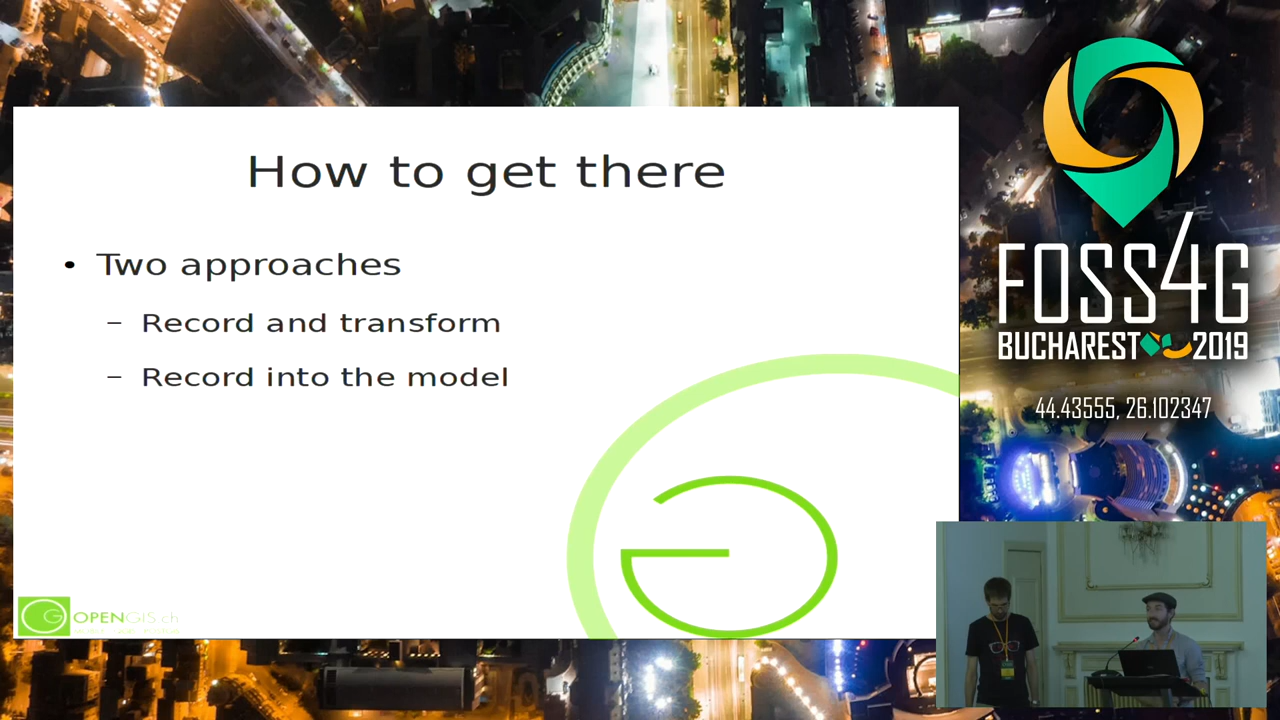 How to get there
• Two approaches
– Record and transform
– Record into the model
OPENGIS.ch
FOSS4G
BUCHAREST 2019
44.43555, 26.102347